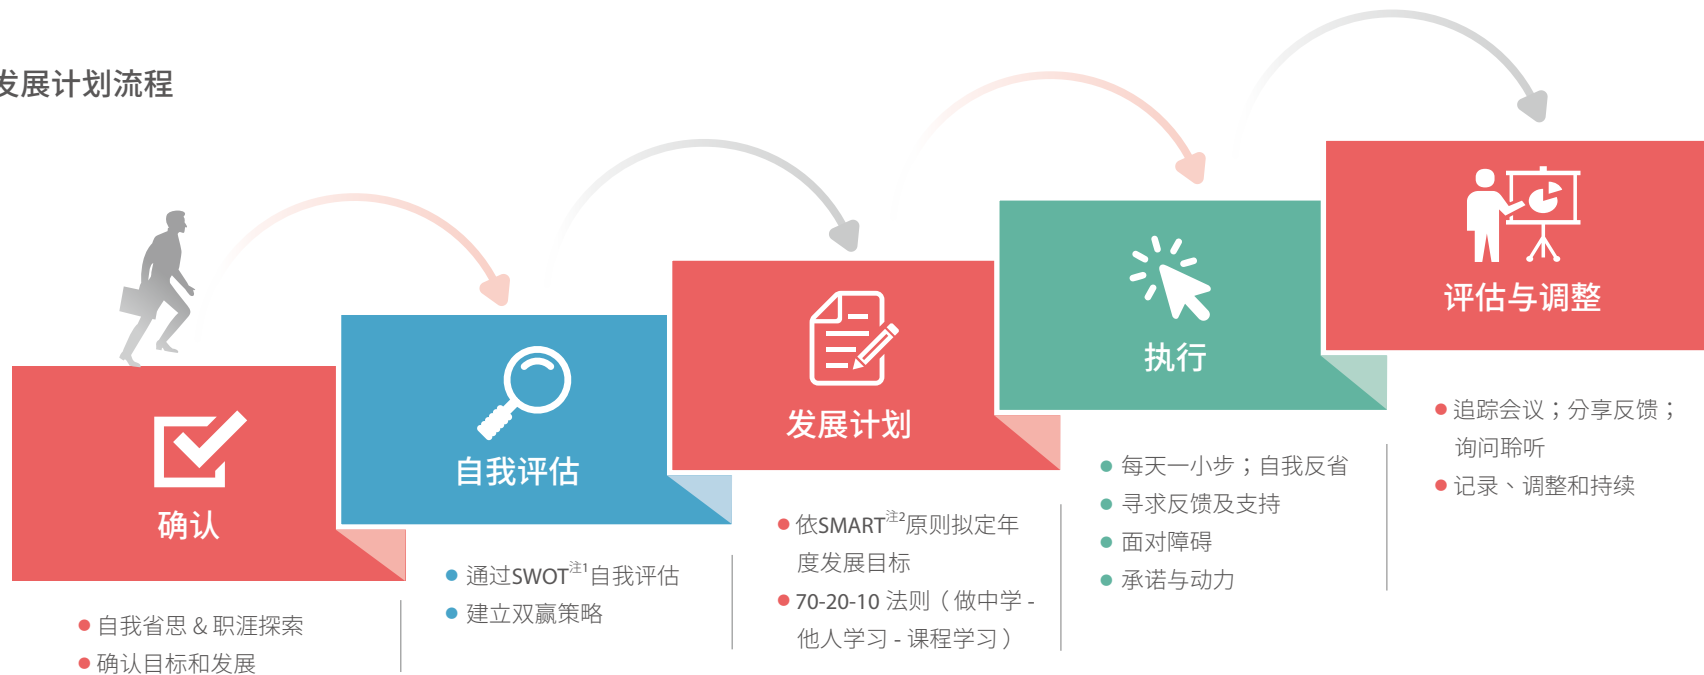 发展计划流程
确认
自我省思 & 职涯探索
确认目标和发展
自我评估
通过SWOT注1自我评估
建立双赢策略
发展计划
依SMART注2原则拟定年
度发展目标
70-20-10 法则（做中学 -
他人学习 - 课程学习）
执行
每天一小步；自我反省
寻求反馈及支持
面对障碍
承诺与动力
评估与调整
追踪会议；分享反馈；
询问聆听
记录、调整和持续